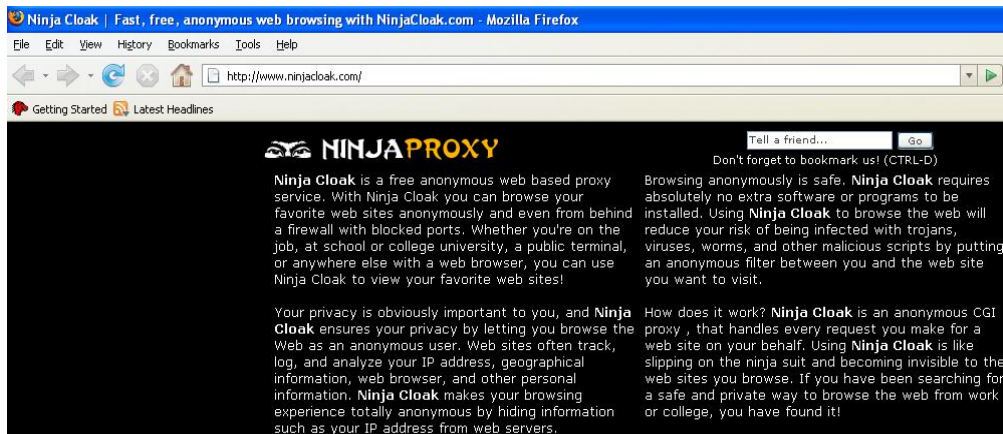 Ninja Cloak | Fast, free, anonymous web browsing with NinjaCloak.com - Mozilla Firefox
File Edit View History Bookmarks Tools Help
http://www.ninjacloak.com/
Getting Started Latest Headlines
NINJAPROXY
Tell a friend... Go
Don't forget to bookmark us! (CTRL-D)
Ninja Cloak is a free anonymous web based proxy
service. With Ninja Cloak you can browse your
favorite web sites anonymously and even from behind
a firewall with blocked ports. Whether you're on the
job, at school or college university, a public terminal,
or anywhere else with a web browser, you can use
Ninja Cloak to view your favorite web sites!
Your privacy is obviously important to you, and Ninja
Cloak ensures your privacy by letting you browse the
Web as an anonymous user. Web sites often track,
log, and analyze your IP address, geographical
information, web browser, and other personal
information. Ninja Cloak makes your browsing
experience totally anonymous by hiding information
such as your IP address from web servers.
Browsing anonymously is safe. Ninja Cloak requires
absolutely no extra software or programs to be
installed. Using Ninja Cloak to browse the web will
reduce your risk of being infected with trojans,
viruses, worms, and other malicious scripts by putting
an anonymous filter between you and the web site
you want to visit.
How does it work? Ninja Cloak is an anonymous CGI
proxy , that handles every request you make for a
web site on your behalf. Using Ninja Cloak is like
slipping on the ninja suit and becoming invisible to the
web sites you browse. If you have been searching for
a safe and private way to browse the web from work
or college, you have found it!